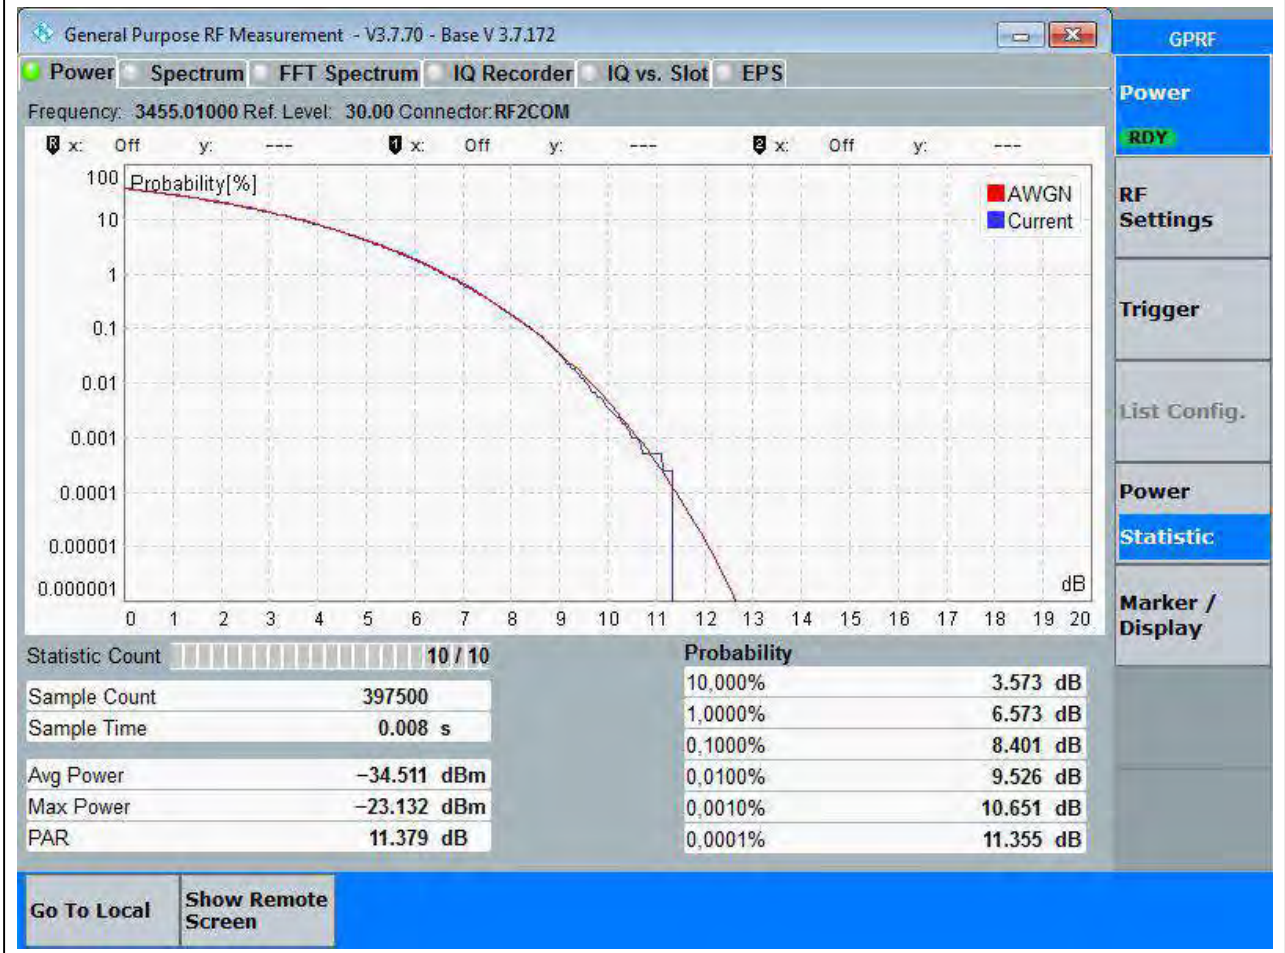 General Purpose RF Measurement - V3.7.70 - Base V 3.7.172
GPRF
Power Spectrum FFT Spectrum IQ Recorder IQ vs. Slot EPS
Frequency: 3455.01000 Ref. Level: 30.00 Connector:RF2COM
R x: Off y: --- 1 x: Off y: --- 2 x: Off y: ---
Probability[%]
100
10
1
0.1
0.01
0.001
0.0001
0.00001
0.000001
AWGN
Current
dB
0 1 2 3 4 5 6 7 8 9 10 11 12 13 14 15 16 17 18 19 20
Statistic Count 10 / 10
Sample Count 397500
Sample Time 0.008 s
Avg Power −34.511 dBm
Max Power −23.132 dBm
PAR 11.379 dB
Probability
10,000% 3.573 dB
1,0000% 6.573 dB
0,1000% 8.401 dB
0,0100% 9.526 dB
0,0010% 10.651 dB
0,0001% 11.355 dB
Power
RDY
RF
Settings
Trigger
List Config.
Power
Statistic
Marker /
Display
Go To Local
Show Remote
Screen